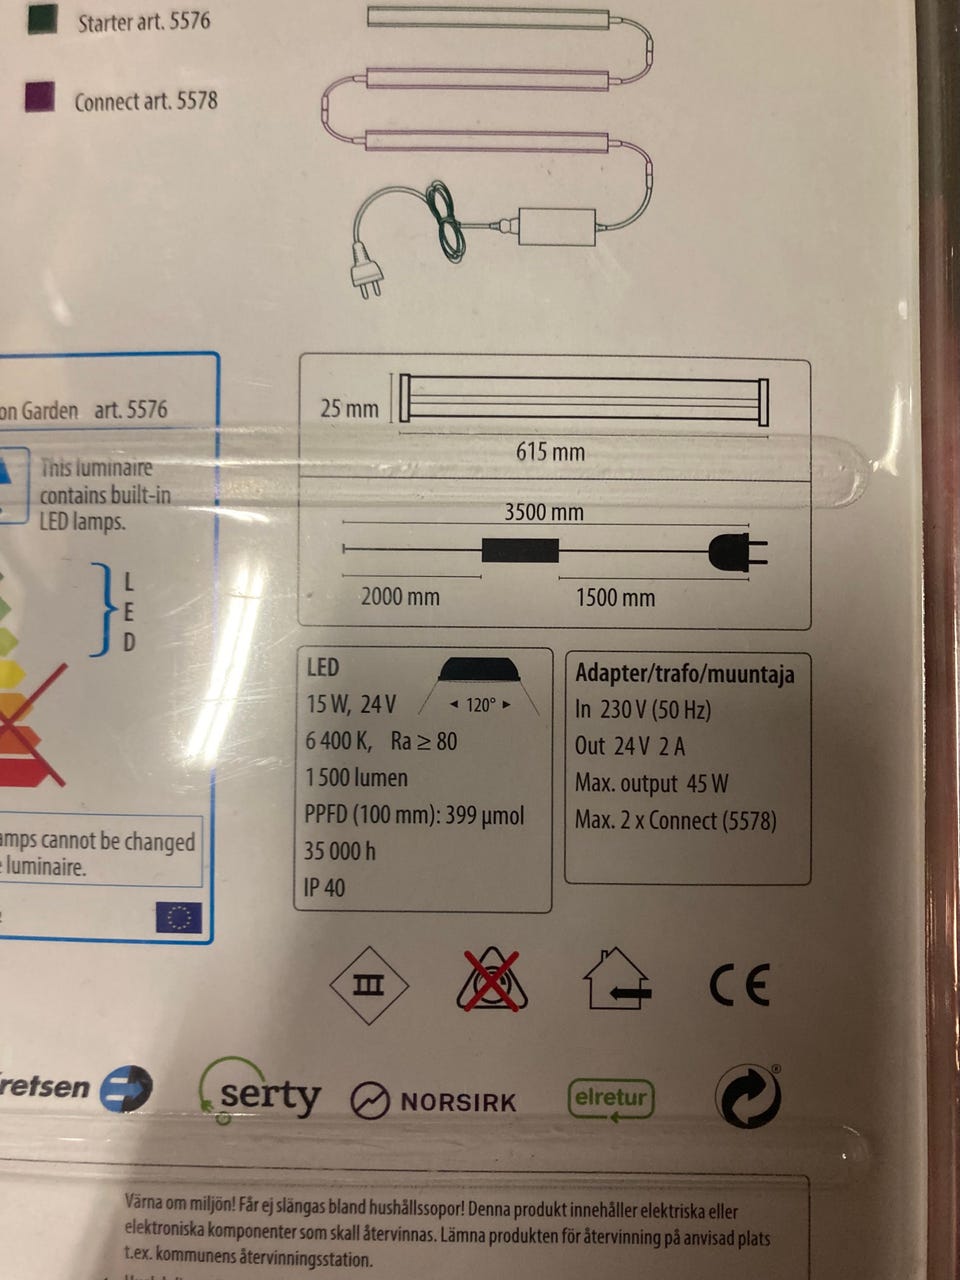 Starter art. 5576
Connect art. 5578
on Garden art. 5576
This luminaire
contains built-in
LED lamps.
L
E
D
amps cannot be changed
luminaire.
25 mm
615 mm
3500 mm
2000 mm
1500 mm
LED
15 W, 24 V
120°
6 400 K, Ra ≥ 80
1 500 lumen
PPFD (100 mm): 399 µmol
35 000 h
IP 40
Adapter/trafo/muuntaja
In 230 V (50 Hz)
Out 24 V 2 A
Max. output 45 W
Max. 2 x Connect (5578)
III
CE
retsen
serty
NORSIRK
elretur
®
Värna om miljön! Får ej slängas bland hushållssopor! Denna produkt innehåller elektriska eller
elektroniska komponenter som skall återvinnas. Lämna produkten för återvinning på anvisad plats
t.ex. kommunens återvinningsstation.